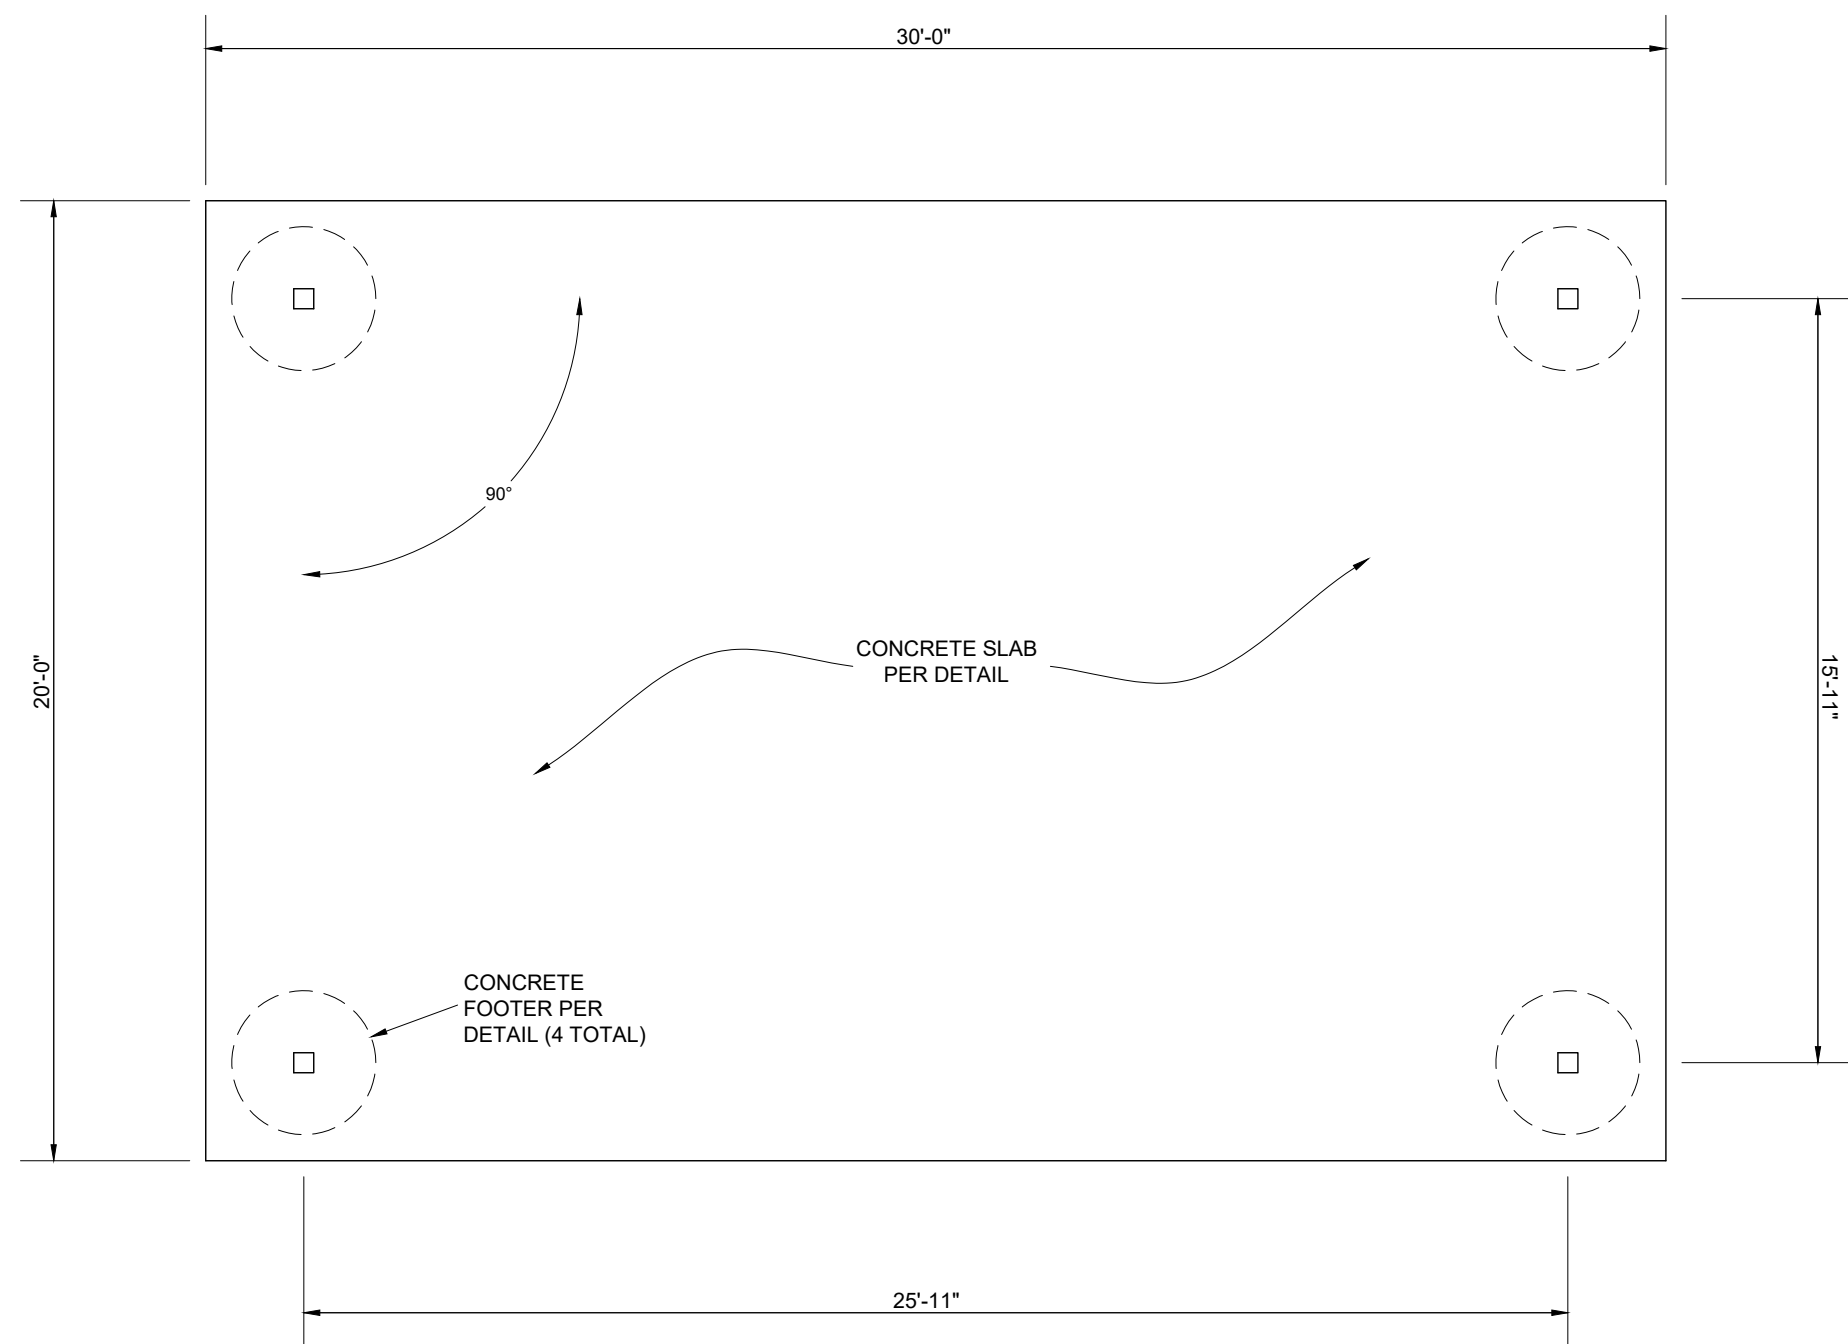 30'-0"
90°
20'-0"
CONCRETE SLAB
PER DETAIL
15'-11"
CONCRETE
FOOTER PER
DETAIL (4 TOTAL)
25'-11"